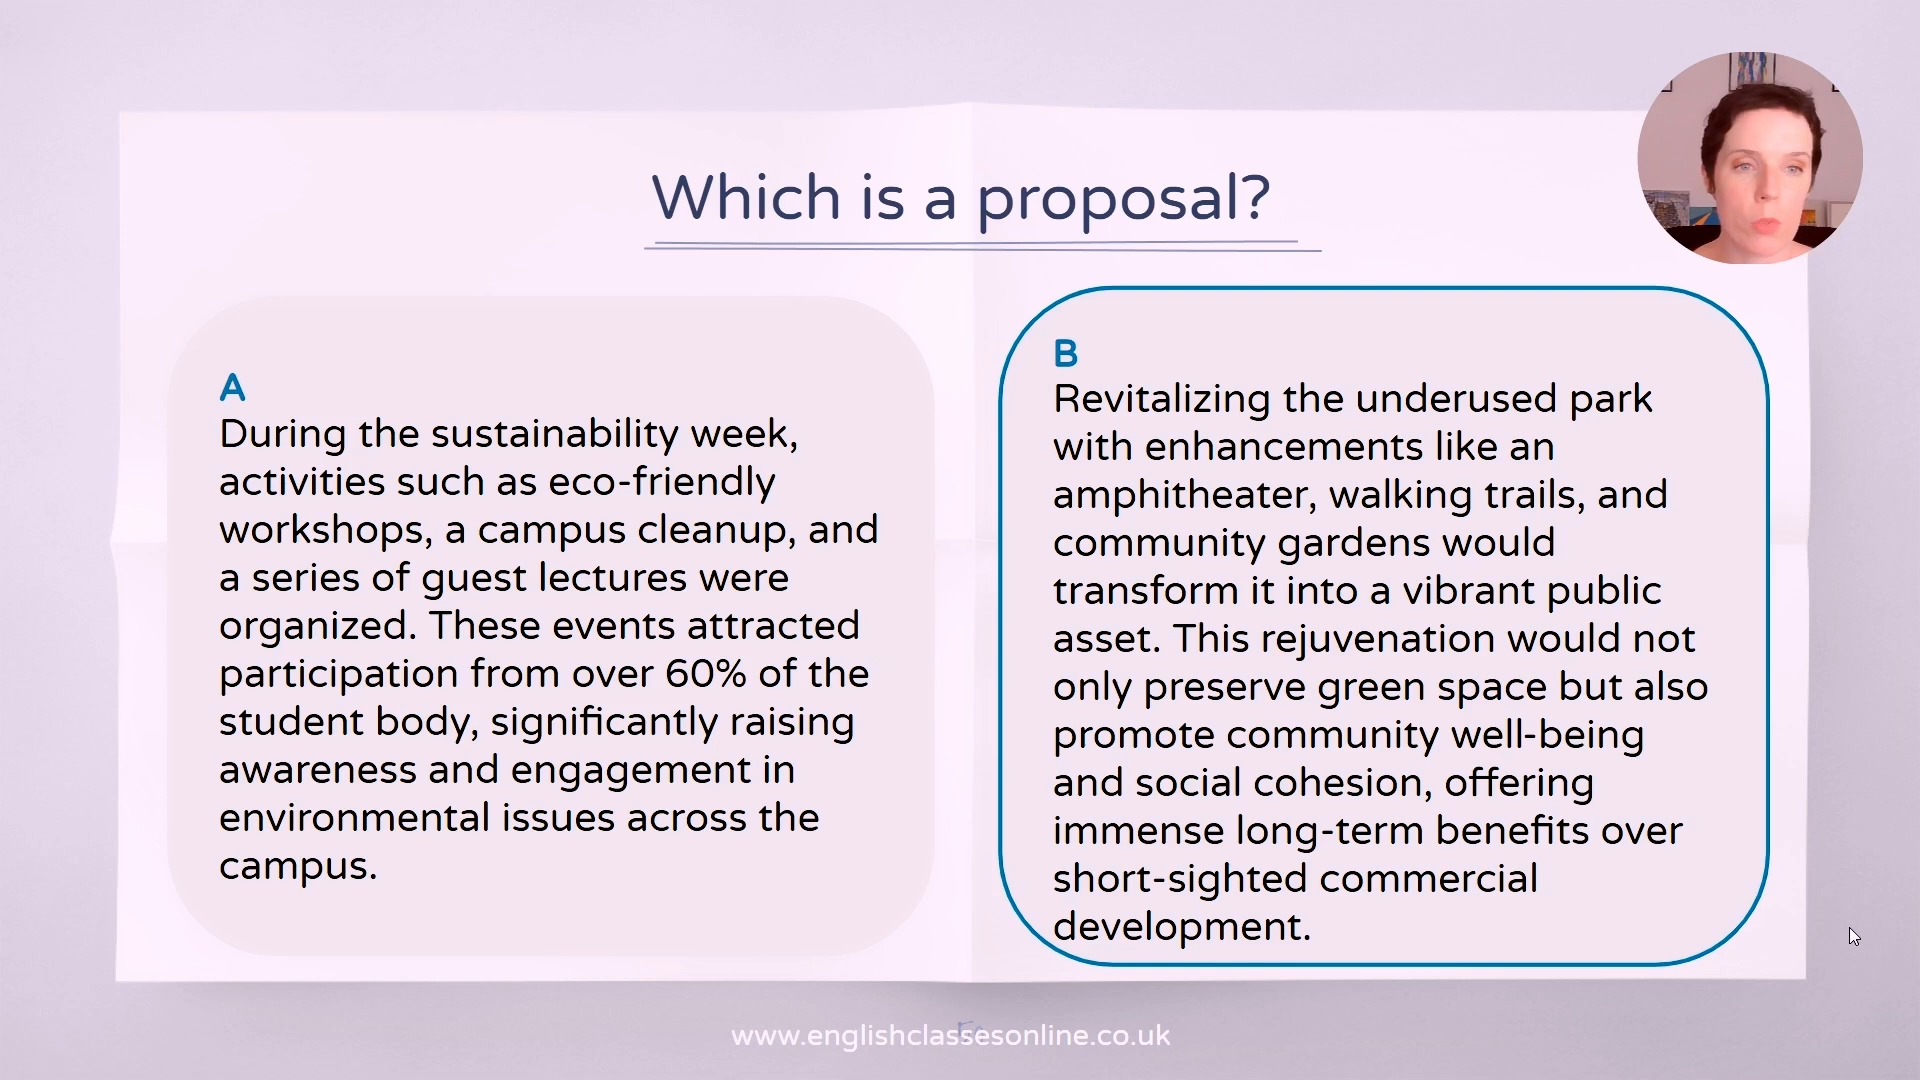 Which is a proposal?
A
During the sustainability week,
activities such as eco-friendly
workshops, a campus cleanup, and
a series of guest lectures were
organized. These events attracted
participation from over 60% of the
student body, significantly raising
awareness and engagement in
environmental issues across the
campus.
B
Revitalizing the underused park
with enhancements like an
amphitheater, walking trails, and
community gardens would
transform it into a vibrant public
asset. This rejuvenation would not
only preserve green space but also
promote community well-being
and social cohesion, offering
immense long-term benefits over
short-sighted commercial
development.
www.englishclassesonline.co.uk